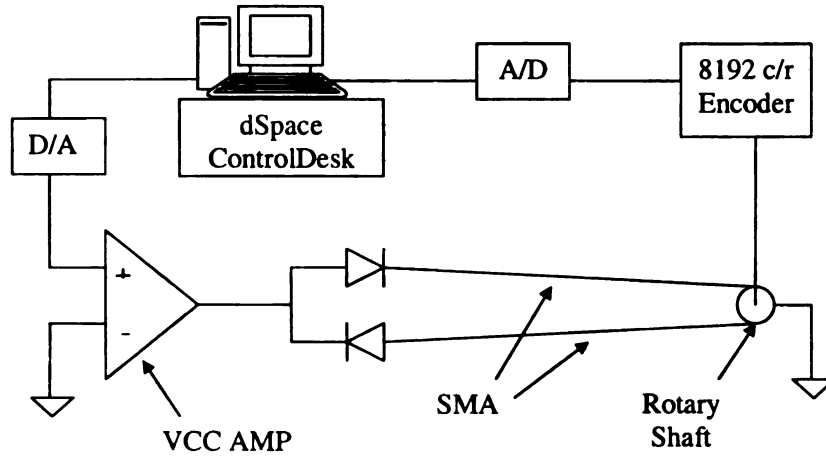 A/D
8192 c/r
Encoder
dSpace
ControlDesk
D/A
+
-
SMA
Rotary
Shaft
VCC AMP